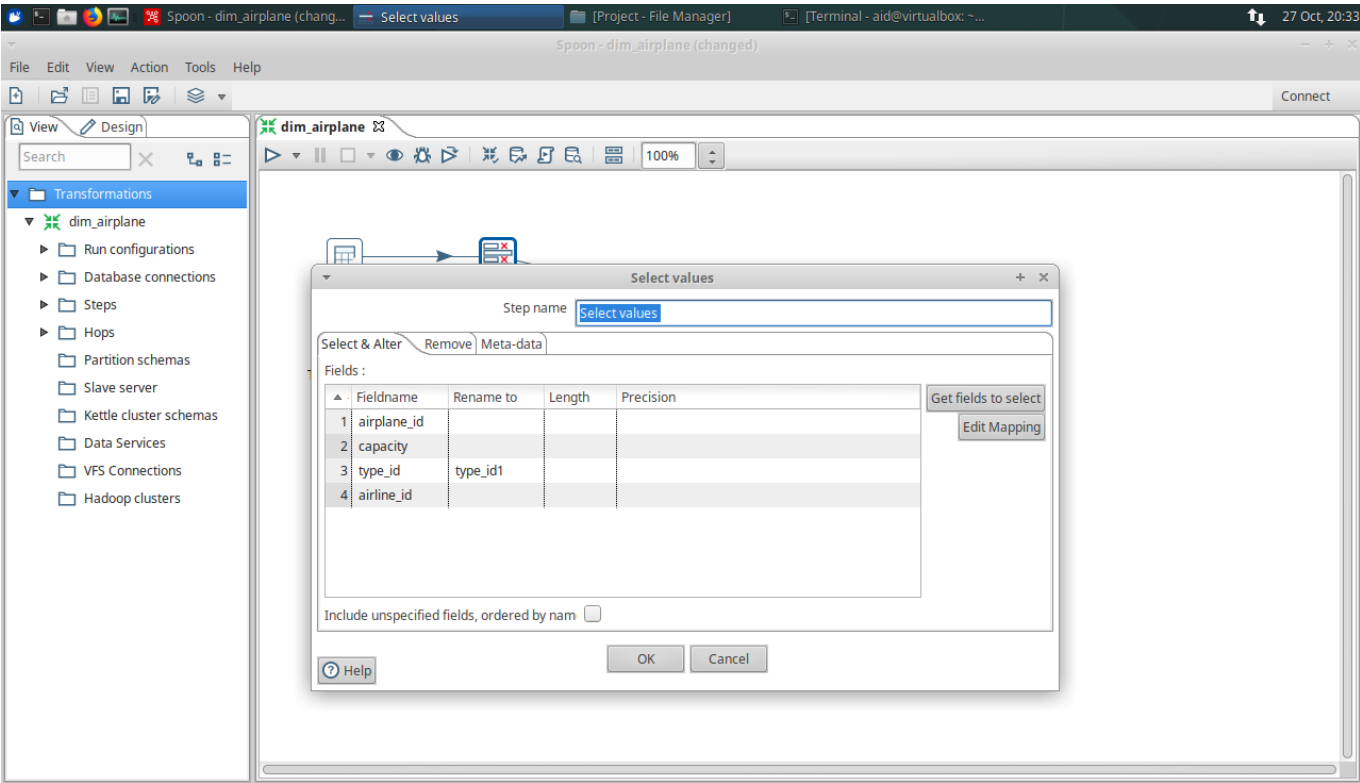 Spoon - dim_airplane (chang... Select values [Project - File Manager] [Terminal - aid@virtualbox: ~... 27 Oct, 20:33
Spoon - dim_airplane (changed)
File Edit View Action Tools Help
Connect
View Design dim_airplane
Search 100%
Transformations
dim_airplane
Run configurations
Database connections
Steps
Hops
Partition schemas
Slave server
Kettle cluster schemas
Data Services
VFS Connections
Hadoop clusters
Select values
Step name Select values
Select & Alter Remove Meta-data
Fields :
Fieldname Rename to Length Precision
1 airplane_id
2 capacity
3 type_id type_id1
4 airline_id
Get fields to select
Edit Mapping
Include unspecified fields, ordered by nam
OK Cancel
Help